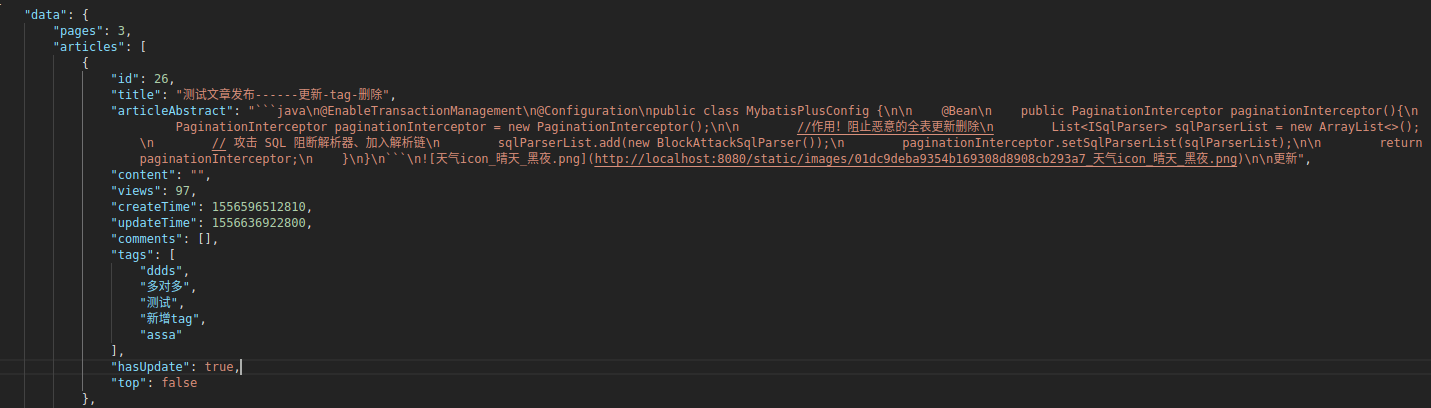 "data": {
"pages": 3,
"articles": [
{
"id": 26,
"title": "测试文章发布------更新-tag-删除",
"articleAbstract": "```java\n@EnableTransactionManagement\n@Configuration\npublic class MybatisPlusConfig {\n\n    @Bean\n    public PaginationInterceptor paginationInterceptor(){\n
PaginationInterceptor paginationInterceptor = new PaginationInterceptor();\n\n        //作用！阻止恶意的全表更新删除\n        List<ISqlParser> sqlParserList = new ArrayList<>();
\n        // 攻击 SQL 阻断解析器、加入解析链\n        sqlParserList.add(new BlockAttackSqlParser());\n        paginationInterceptor.setSqlParserList(sqlParserList);\n\n        return
paginationInterceptor;\n    }\n}\n```\n![天气icon_晴天_黑夜.png](http://localhost:8080/static/images/01dc9deba9354b169308d8908cb293a7_天气icon_晴天_黑夜.png)\n\n更新",
"content": "",
"views": 97,
"createTime": 1556596512810,
"updateTime": 1556636922800,
"comments": [],
"tags": [
"ddds",
"多对多",
"测试",
"新增tag",
"assa"
],
"hasUpdate": true,
"top": false
},